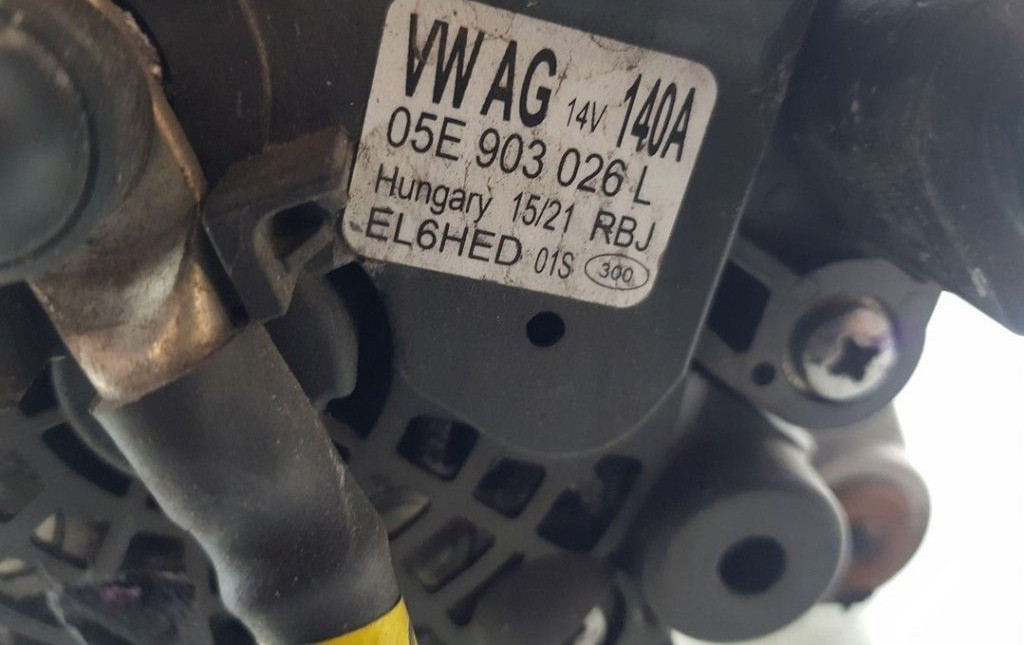 VW AG 14V 140A
05E 903 026 L
Hungary 15/21 RBJ
EL6HED 01S 300